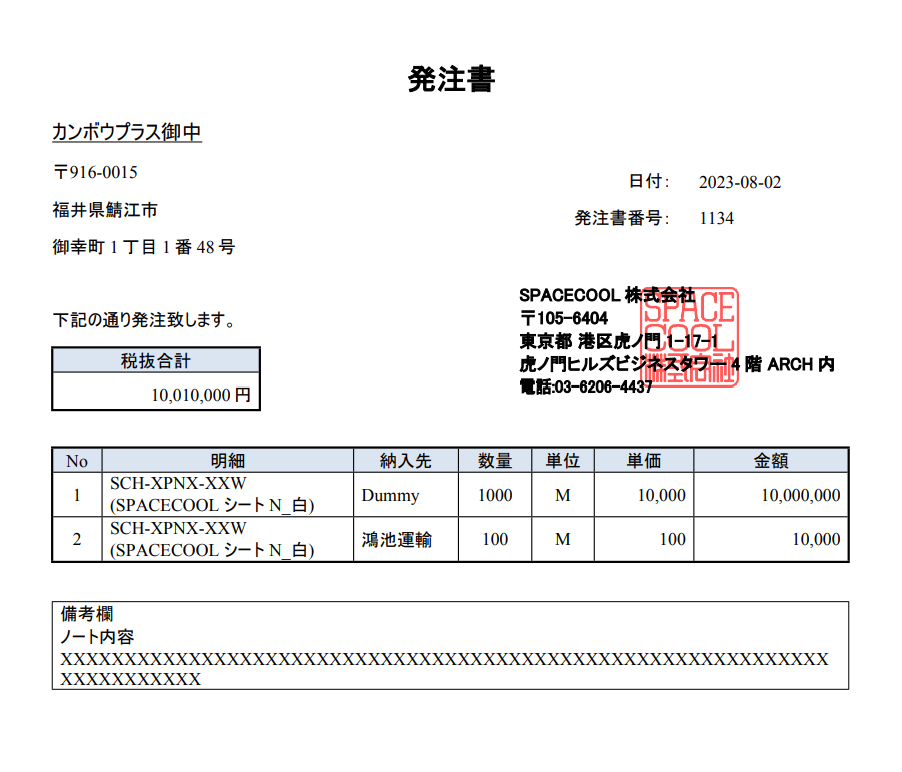 発注書
カンボウプラス御中
〒916-0015
福井県鯖江市
御幸町 1 丁目 1 番 48 号
日付: 2023-08-02
発注書番号: 1134
SPACECOOL 株式会社
〒105-6404
東京都 港区虎ノ門 1-17-1
虎ノ門ヒルズビジネスタワー 4 階 ARCH 内
電話:03-6206-4437
SPACE
COOL
株式会社
下記の通り発注致します。
税抜合計
10,010,000 円
No 明細 納入先 数量 単位 単価 金額
1 SCH-XPNX-XXW Dummy 1000 M 10,000 10,000,000
(SPACECOOL シート N_白)
2 SCH-XPNX-XXW 鴻池運輸 100 M 100 10,000
(SPACECOOL シート N_白)
備考欄
ノート内容
XXXXXXXXXXXXXXXXXXXXXXXXXXXXXXXXXXXXXXXXXXXXXXXXXXXXXXXXXXXX
XXXXXXXXXXX